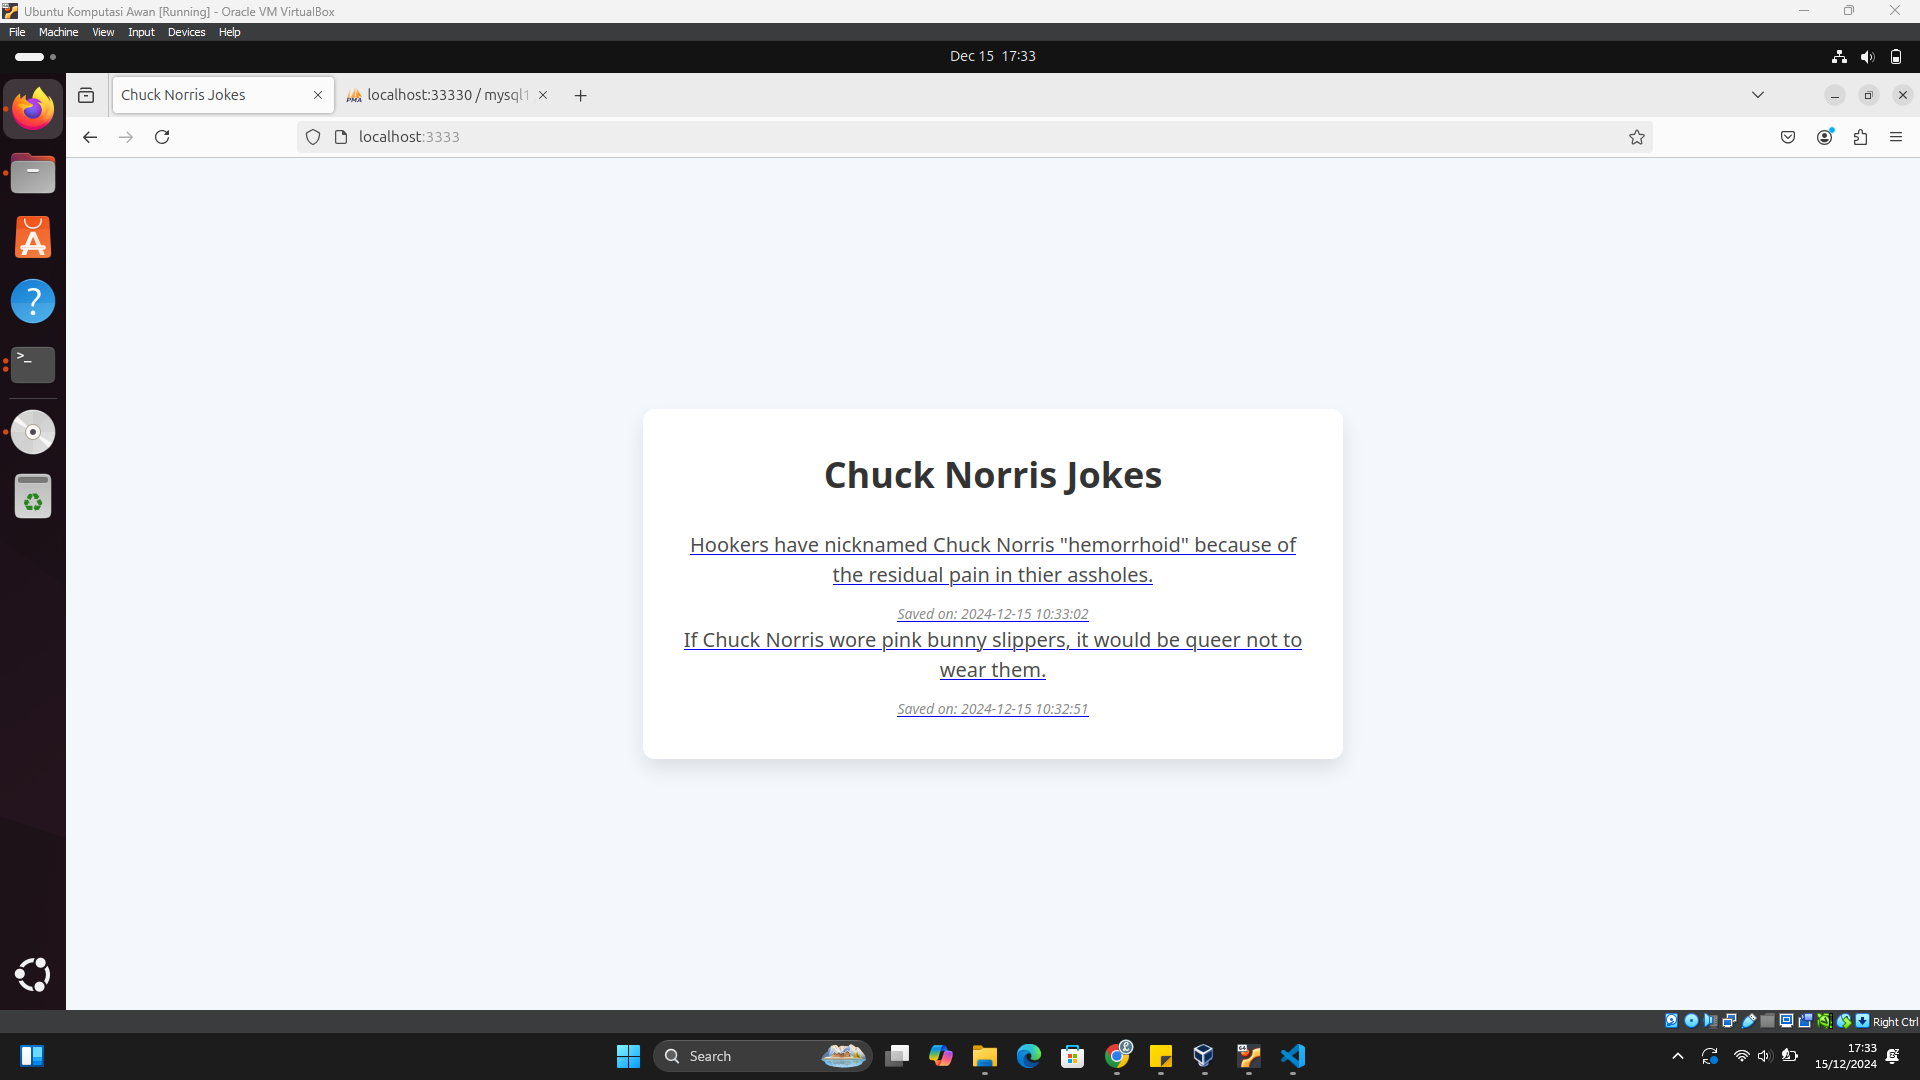 Ubuntu Komputasi Awan [Running] - Oracle VM VirtualBox
File Machine View Input Devices Help
Dec 15 17:33
Chuck Norris Jokes
localhost:33330 / mysql1
localhost:3333
Chuck Norris Jokes
Hookers have nicknamed Chuck Norris "hemorrhoid" because of
the residual pain in thier assholes.
Saved on: 2024-12-15 10:33:02
If Chuck Norris wore pink bunny slippers, it would be queer not to
wear them.
Saved on: 2024-12-15 10:32:51
Right Ctrl
Search
17:33
15/12/2024